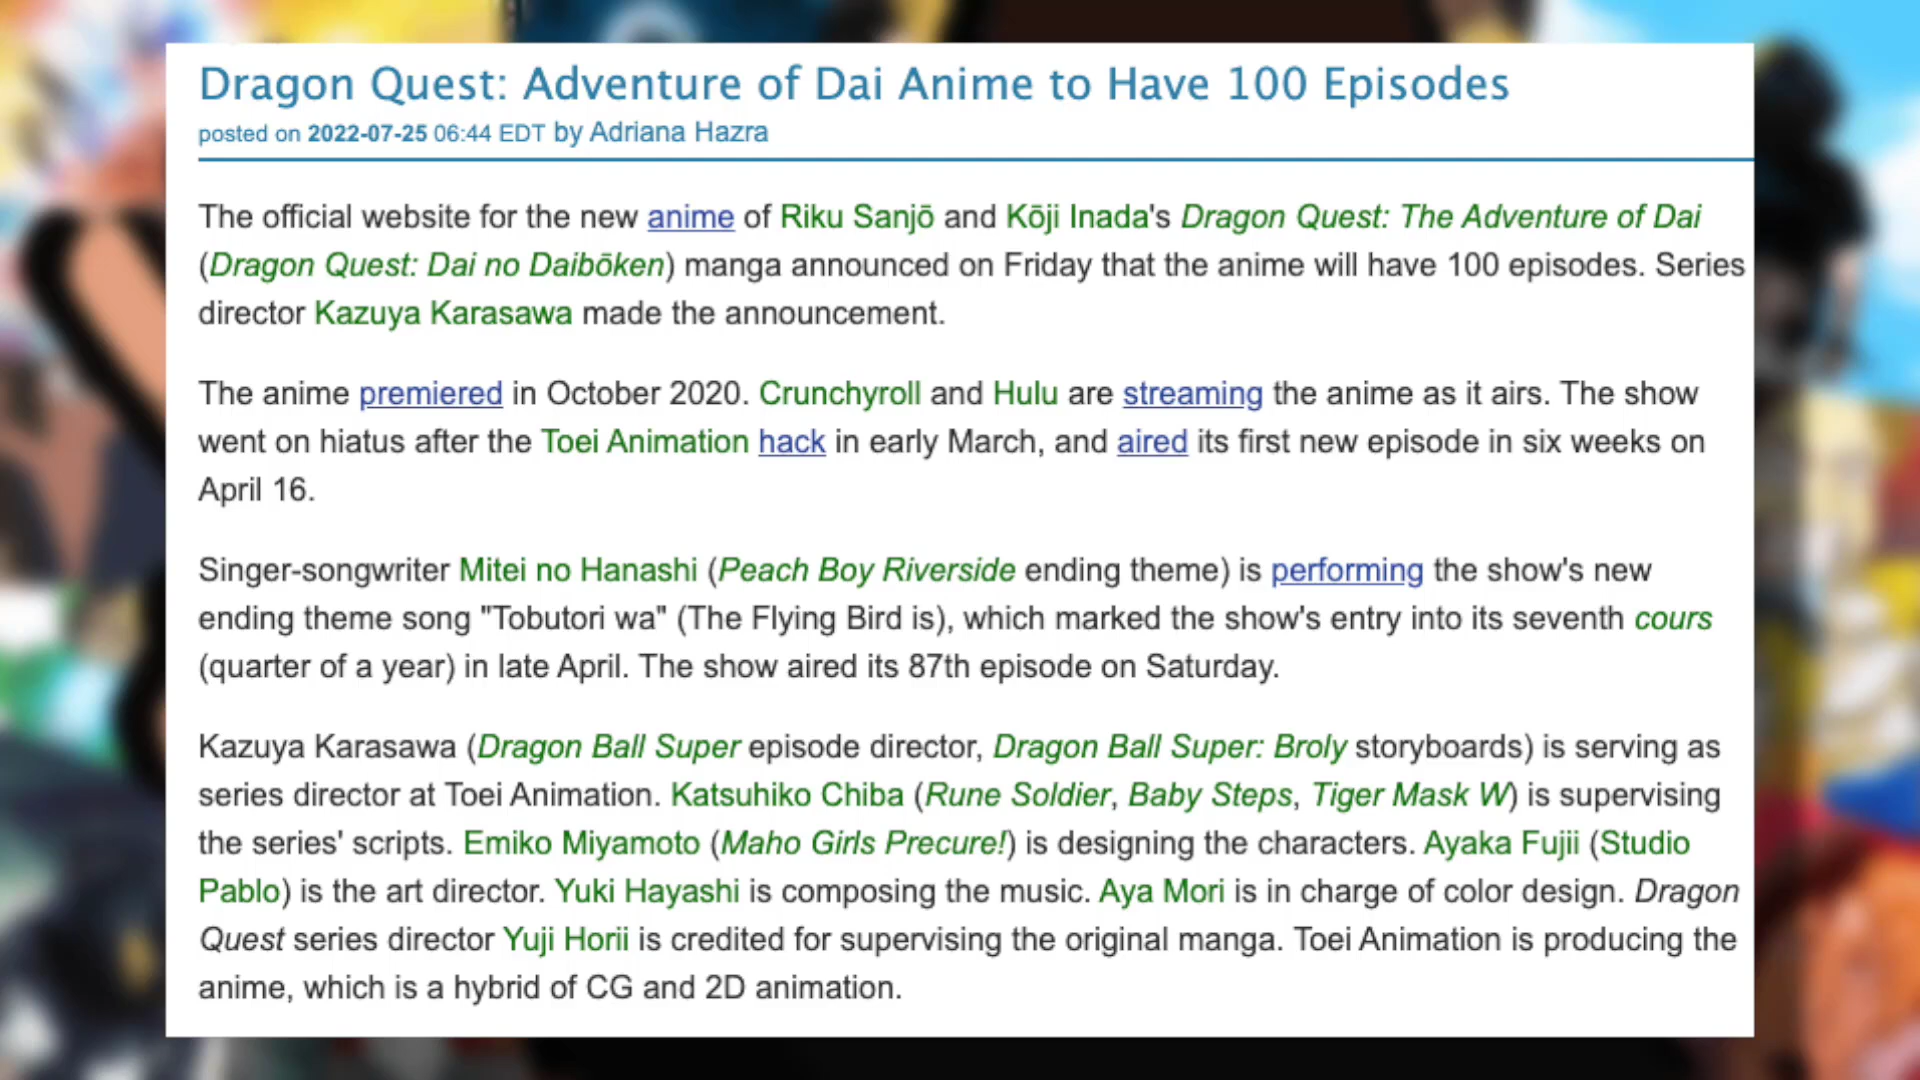 Dragon Quest: Adventure of Dai Anime to Have 100 Episodes
posted on 2022-07-25 06:44 EDT by Adriana Hazra
The official website for the new anime of Riku Sanjō and Kōji Inada's Dragon Quest: The Adventure of Dai
(Dragon Quest: Dai no Daibōken) manga announced on Friday that the anime will have 100 episodes. Series
director Kazuya Karasawa made the announcement.
The anime premiered in October 2020. Crunchyroll and Hulu are streaming the anime as it airs. The show
went on hiatus after the Toei Animation hack in early March, and aired its first new episode in six weeks on
April 16.
Singer-songwriter Mitei no Hanashi (Peach Boy Riverside ending theme) is performing the show's new
ending theme song "Tobutori wa" (The Flying Bird is), which marked the show's entry into its seventh cours
(quarter of a year) in late April. The show aired its 87th episode on Saturday.
Kazuya Karasawa (Dragon Ball Super episode director, Dragon Ball Super: Broly storyboards) is serving as
series director at Toei Animation. Katsuhiko Chiba (Rune Soldier, Baby Steps, Tiger Mask W) is supervising
the series' scripts. Emiko Miyamoto (Maho Girls Precure!) is designing the characters. Ayaka Fujii (Studio
Pablo) is the art director. Yuki Hayashi is composing the music. Aya Mori is in charge of color design. Dragon
Quest series director Yuji Horii is credited for supervising the original manga. Toei Animation is producing the
anime, which is a hybrid of CG and 2D animation.